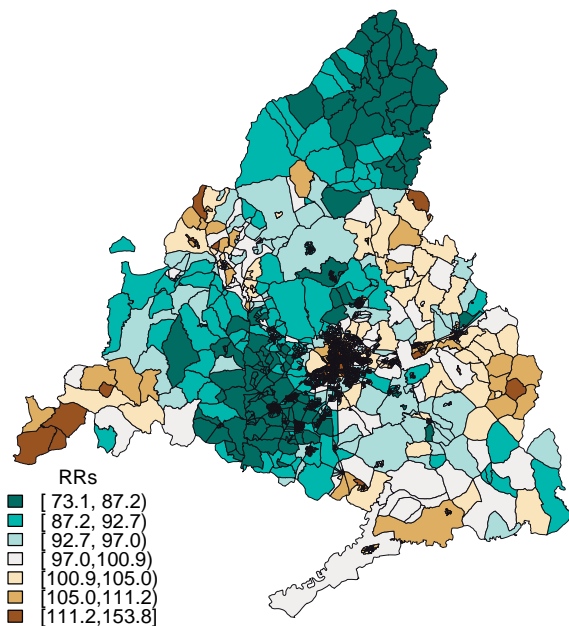 RRs
[ 73.1, 87.2)
[ 87.2, 92.7)
[ 92.7, 97.0)
[ 97.0,100.9)
[100.9,105.0)
[105.0,111.2)
[111.2,153.8]